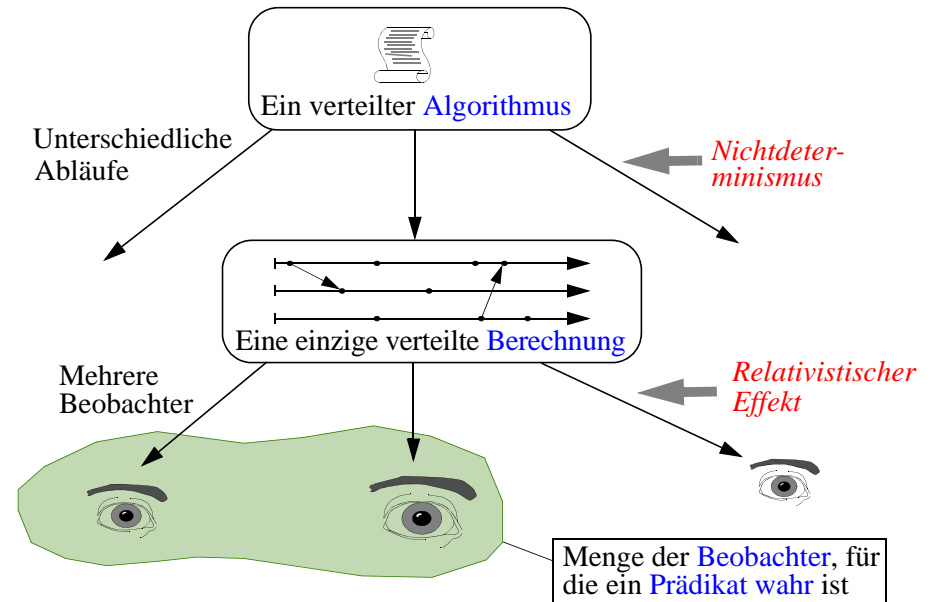 Ein verteilter Algorithmus
Unterschiedliche
Abläufe
Nichtdeter-
minismus
Eine einzige verteilte Berechnung
Mehrere
Beobachter
Relativistischer
Effekt
Menge der Beobachter, für
die ein Prädikat wahr ist